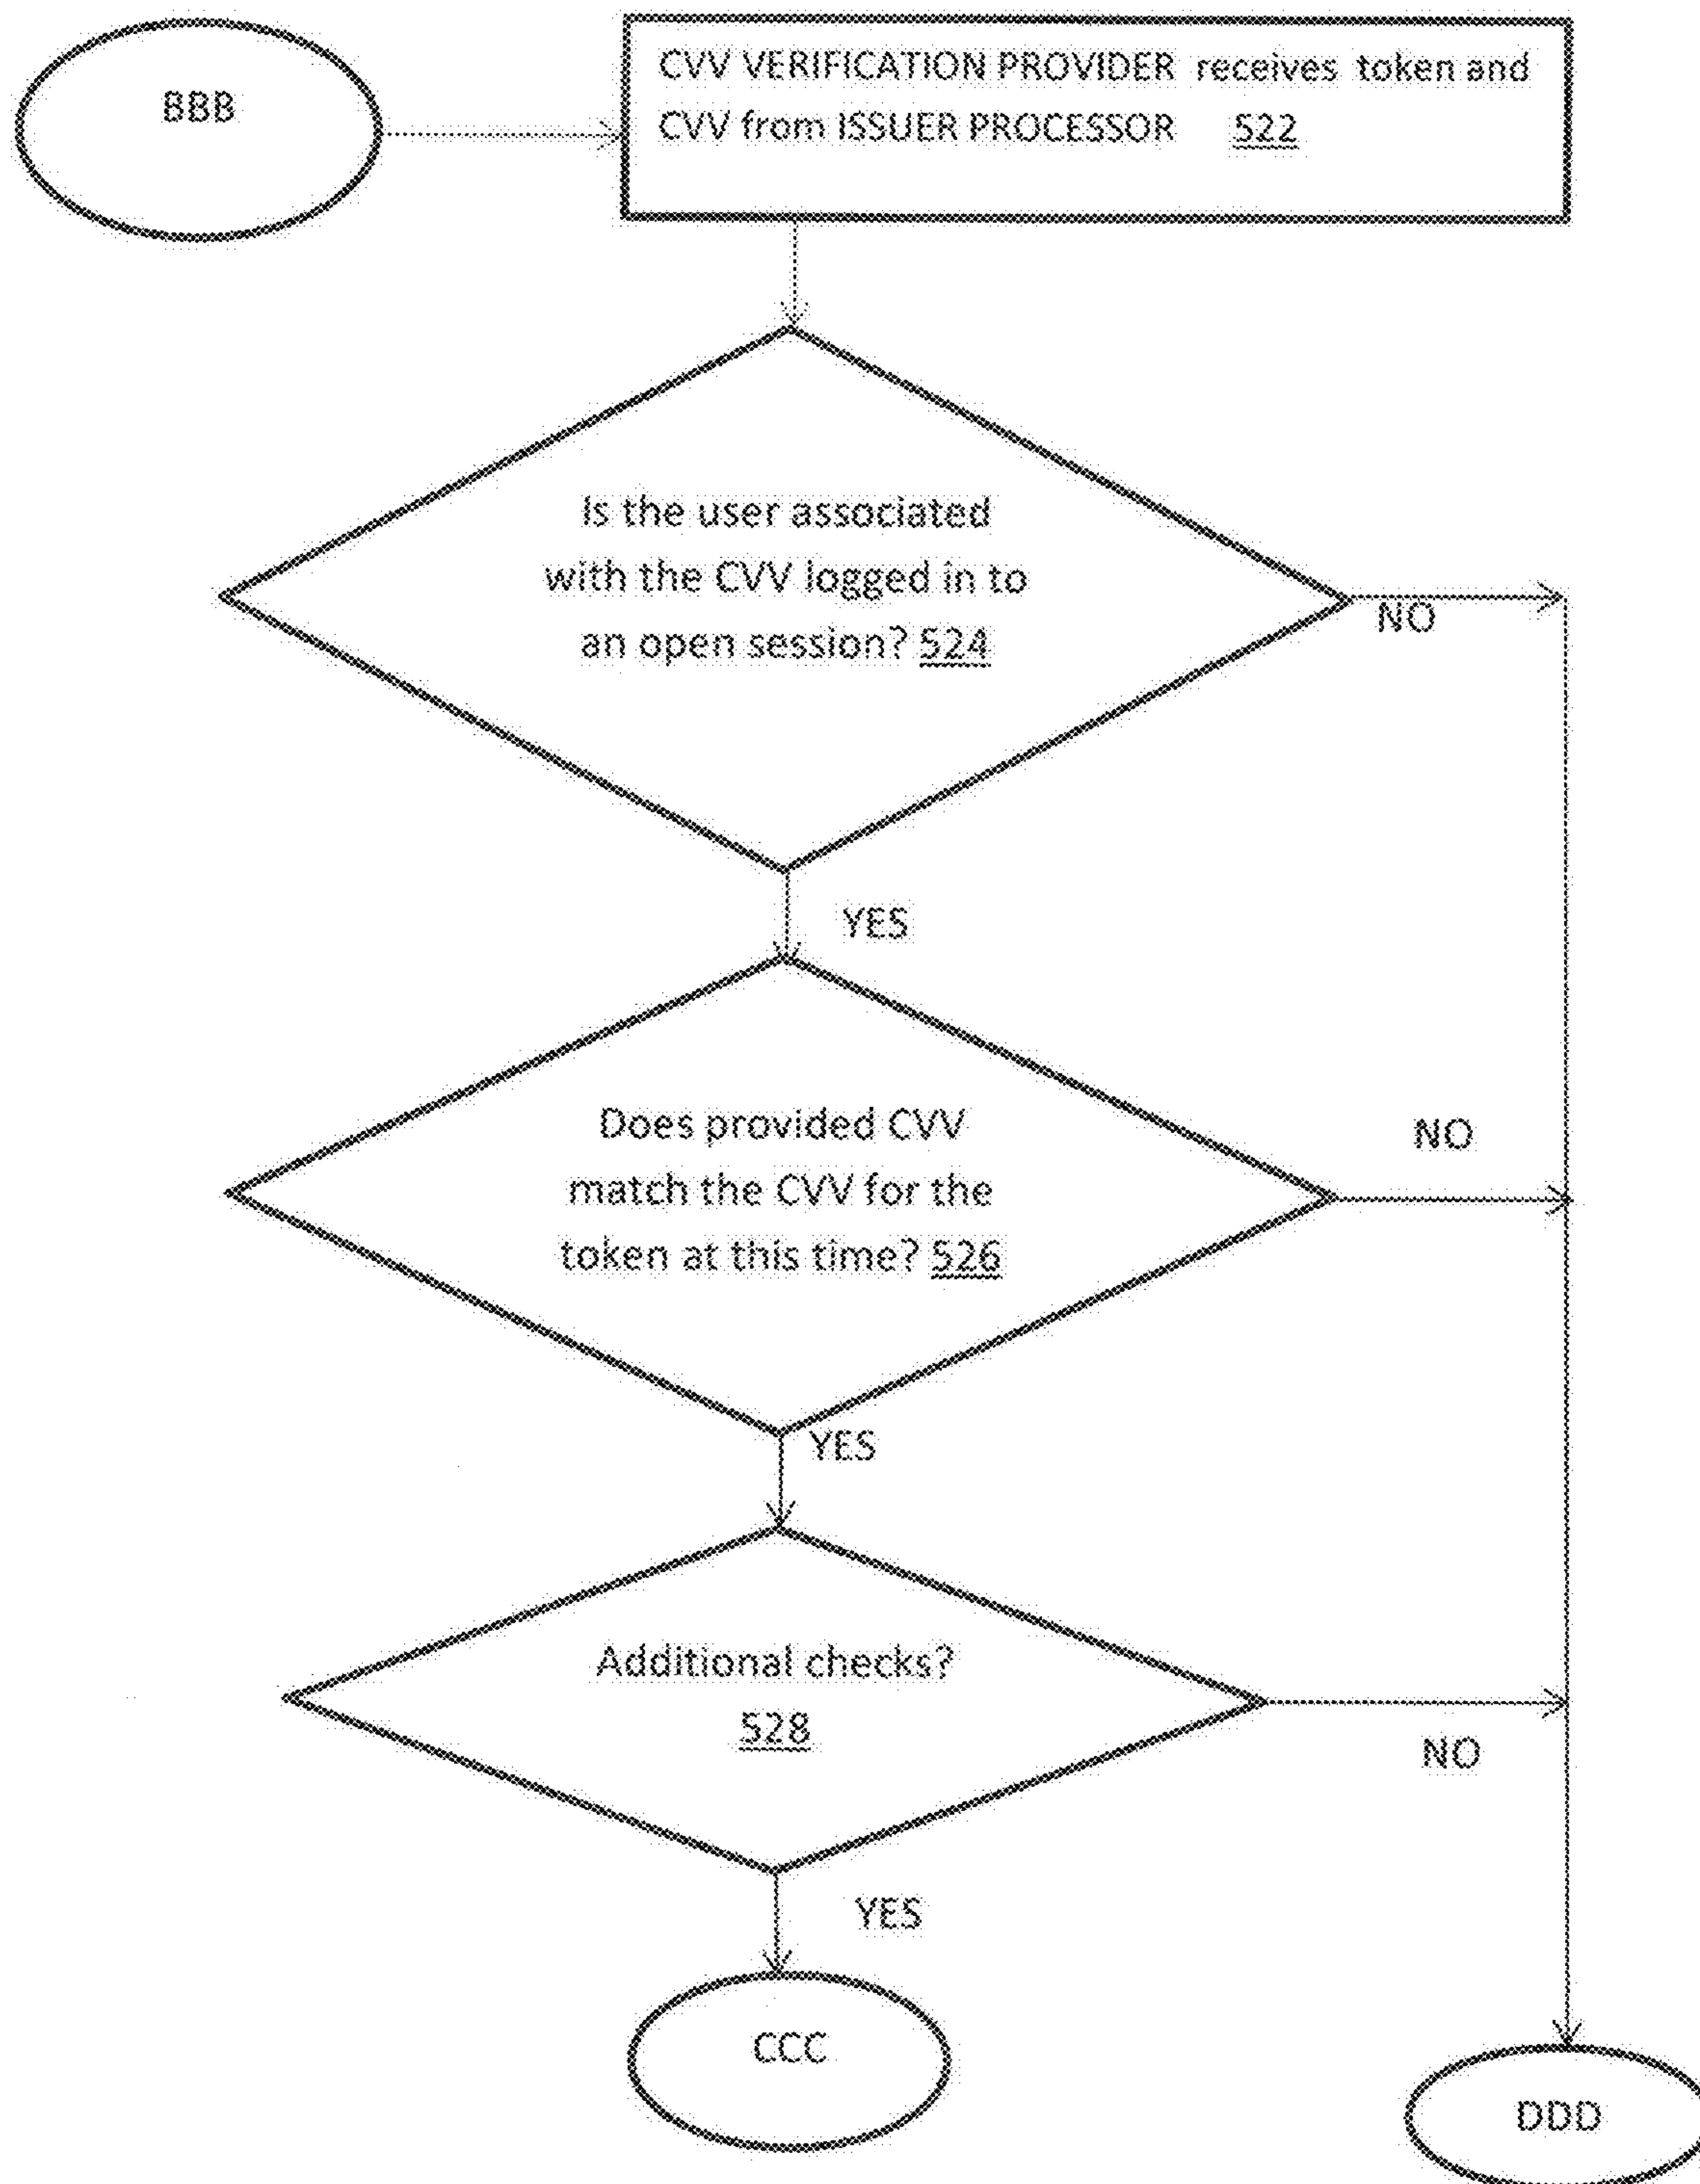 BBB
CVV VERIFICATION PROVIDER receives token and
CVV from ISSUER PROCESSOR 522
Is the user associated
with the CVV logged in to
an open session? 524
NO
YES
Does provided CVV
match the CVV for the
token at this time? 526
NO
YES
Additional checks?
528
NO
YES
CCC
DDD